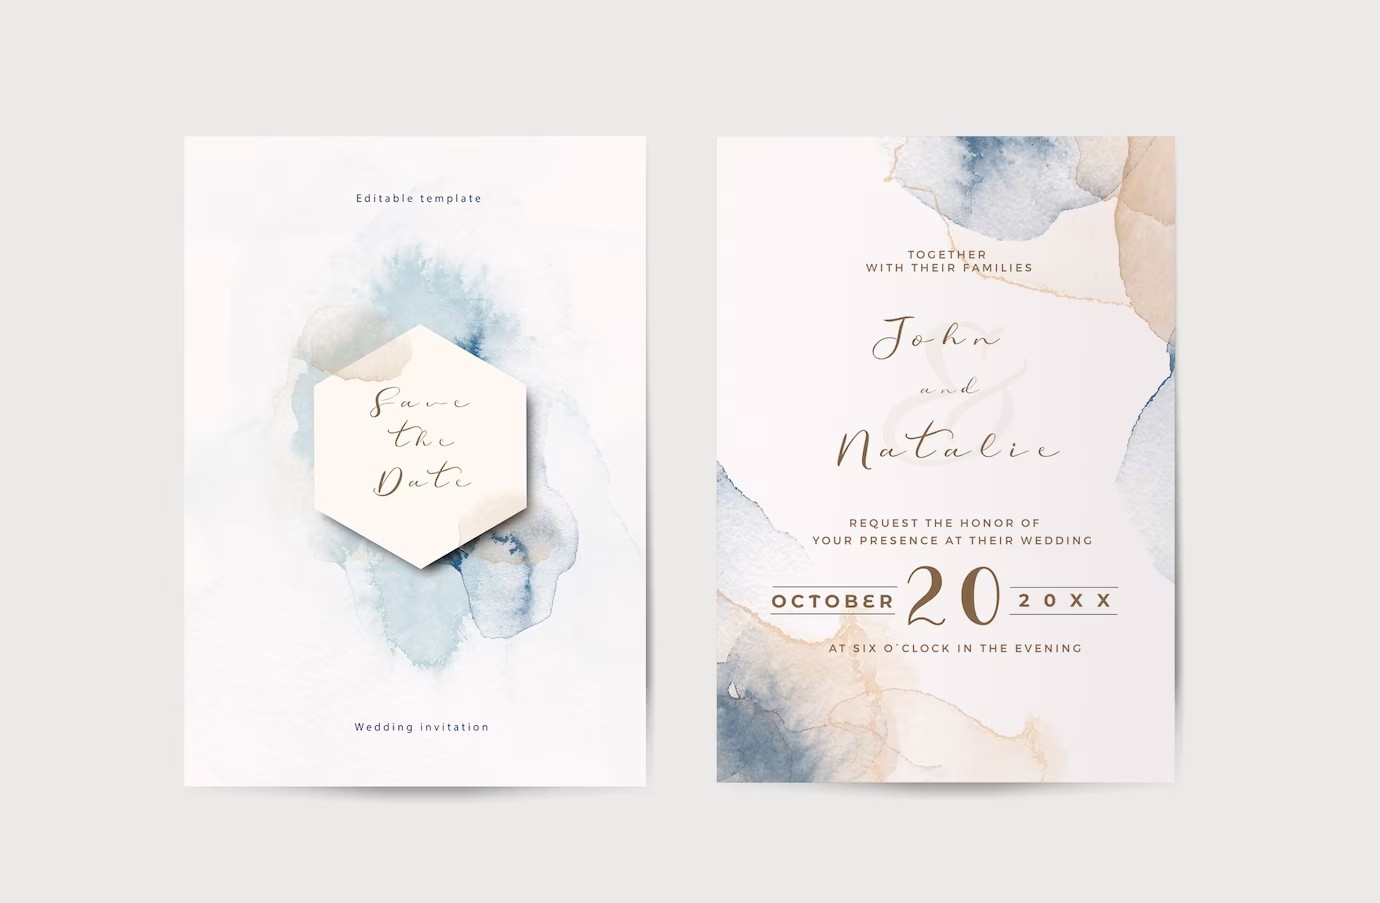 Editable template
Save
the
Date
Wedding invitation
TOGETHER
WITH THEIR FAMILIES
&
John
and
Natalie
REQUEST THE HONOR OF
YOUR PRESENCE AT THEIR WEDDING
OCTOBER 20 20XX
AT SIX O'CLOCK IN THE EVENING